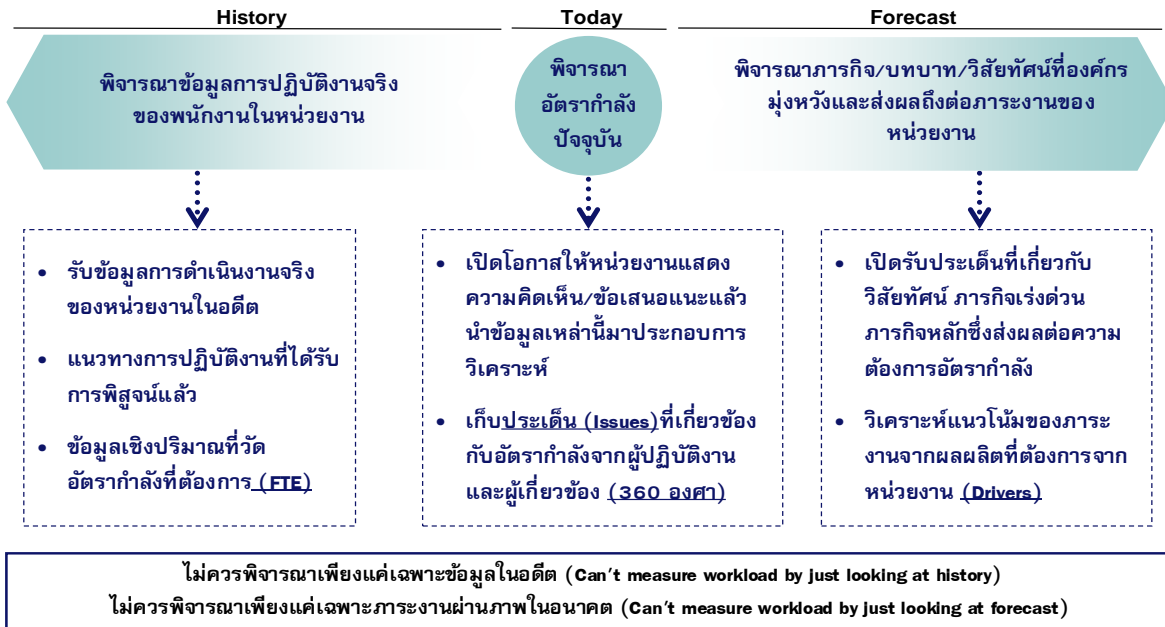 History
Today
Forecast
พิจารณาข้อมูลการปฏิบัติงานจริง
ของพนักงานในหน่วยงาน
พิจารณา
อัตรากำลัง
ปัจจุบัน
พิจารณาภารกิจ/บทบาท/วิสัยทัศน์ที่องค์กร
มุ่งหวังและส่งผลถึงต่อภาระงานของ
หน่วยงาน
• รับข้อมูลการดำเนินงานจริง
ของหน่วยงานในอดีต
• แนวทางการปฏิบัติงานที่ได้รับ
การพิสูจน์แล้ว
• ข้อมูลเชิงปริมาณที่วัด
อัตรากำลังที่ต้องการ (FTE)
• เปิดโอกาสให้หน่วยงานแสดง
ความคิดเห็น/ข้อเสนอแนะแล้ว
นำข้อมูลเหล่านี้มาประกอบการ
วิเคราะห์
• เก็บประเด็น (Issues)ที่เกี่ยวข้อง
กับอัตรากำลังจากผู้ปฏิบัติงาน
และผู้เกี่ยวข้อง (360 องศา)
• เปิดรับประเด็นที่เกี่ยวกับ
วิสัยทัศน์ ภารกิจเร่งด่วน
ภารกิจหลักซึ่งส่งผลต่อความ
ต้องการอัตรากำลัง
• วิเคราะห์แนวโน้มของภาระ
งานจากผลผลิตที่ต้องการจาก
หน่วยงาน (Drivers)
ไม่ควรพิจารณาเพียงแค่เฉพาะข้อมูลในอดีต (Can't measure workload by just looking at history)
ไม่ควรพิจารณาเพียงแค่เฉพาะภาระงานผ่านภาพในอนาคต (Can't measure workload by just looking at forecast)